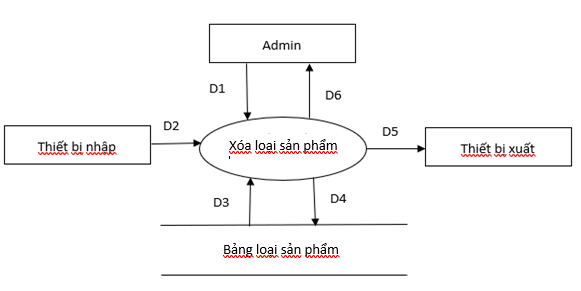 Admin
D1
D6
D2
D5
Thiết bị nhập
Xóa loại sản phẩm
Thiết bị xuất
D3
D4
Bảng loại sản phẩm